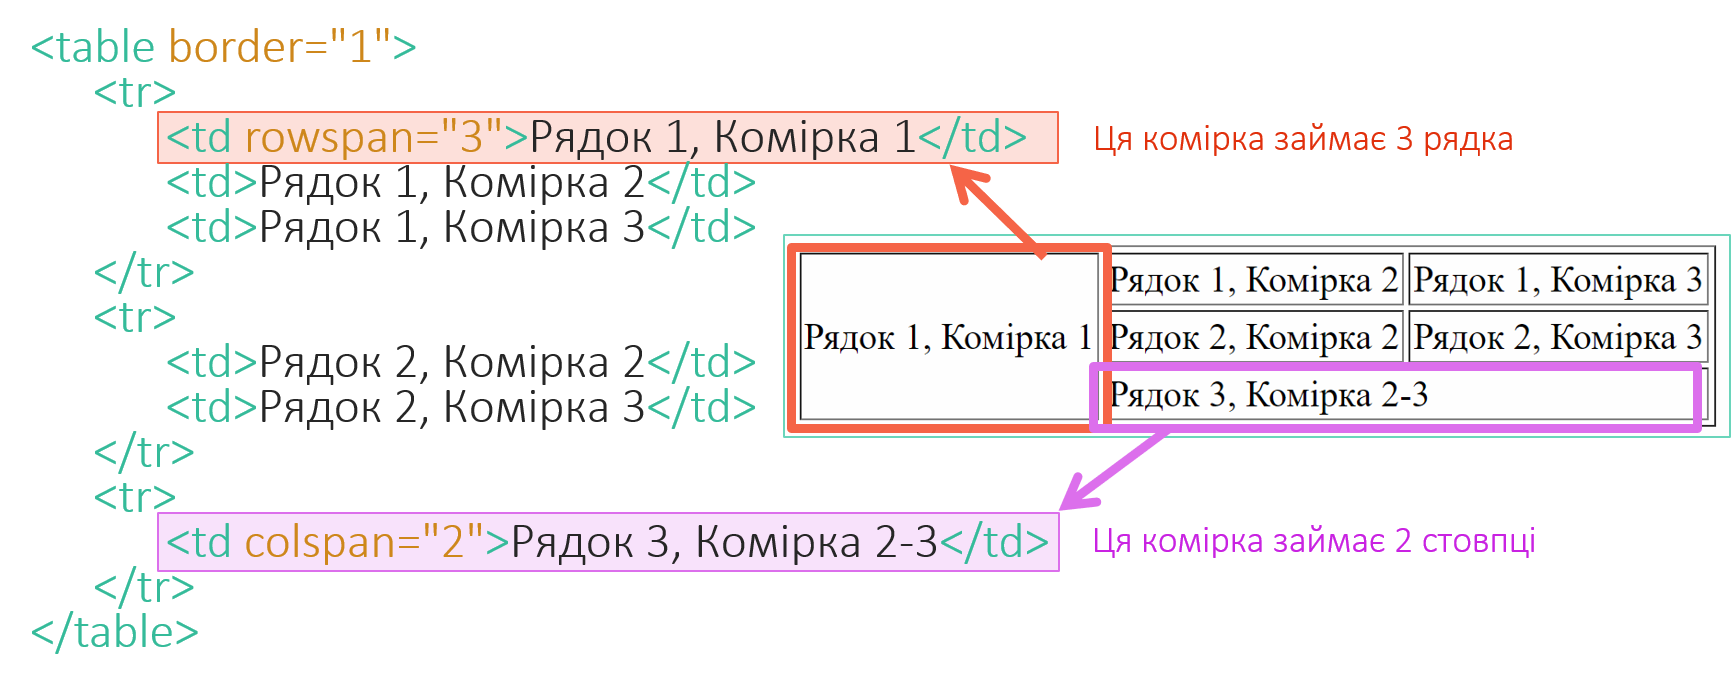 <table border="1">
<tr>
<td rowspan="3">Рядок 1, Комірка 1</td>
Ця комірка займає 3 рядка
<td>Рядок 1, Комірка 2</td>
<td>Рядок 1, Комірка 3</td>
</tr>
<tr>
<td>Рядок 2, Комірка 2</td>
<td>Рядок 2, Комірка 3</td>
</tr>
<tr>
<td colspan="2">Рядок 3, Комірка 2-3</td>
</tr>
</table>
Рядок 1, Комірка 1
Рядок 1, Комірка 2 Рядок 1, Комірка 3
Рядок 2, Комірка 2 Рядок 2, Комірка 3
Рядок 3, Комірка 2-3
Ця комірка займає 2 стовпці